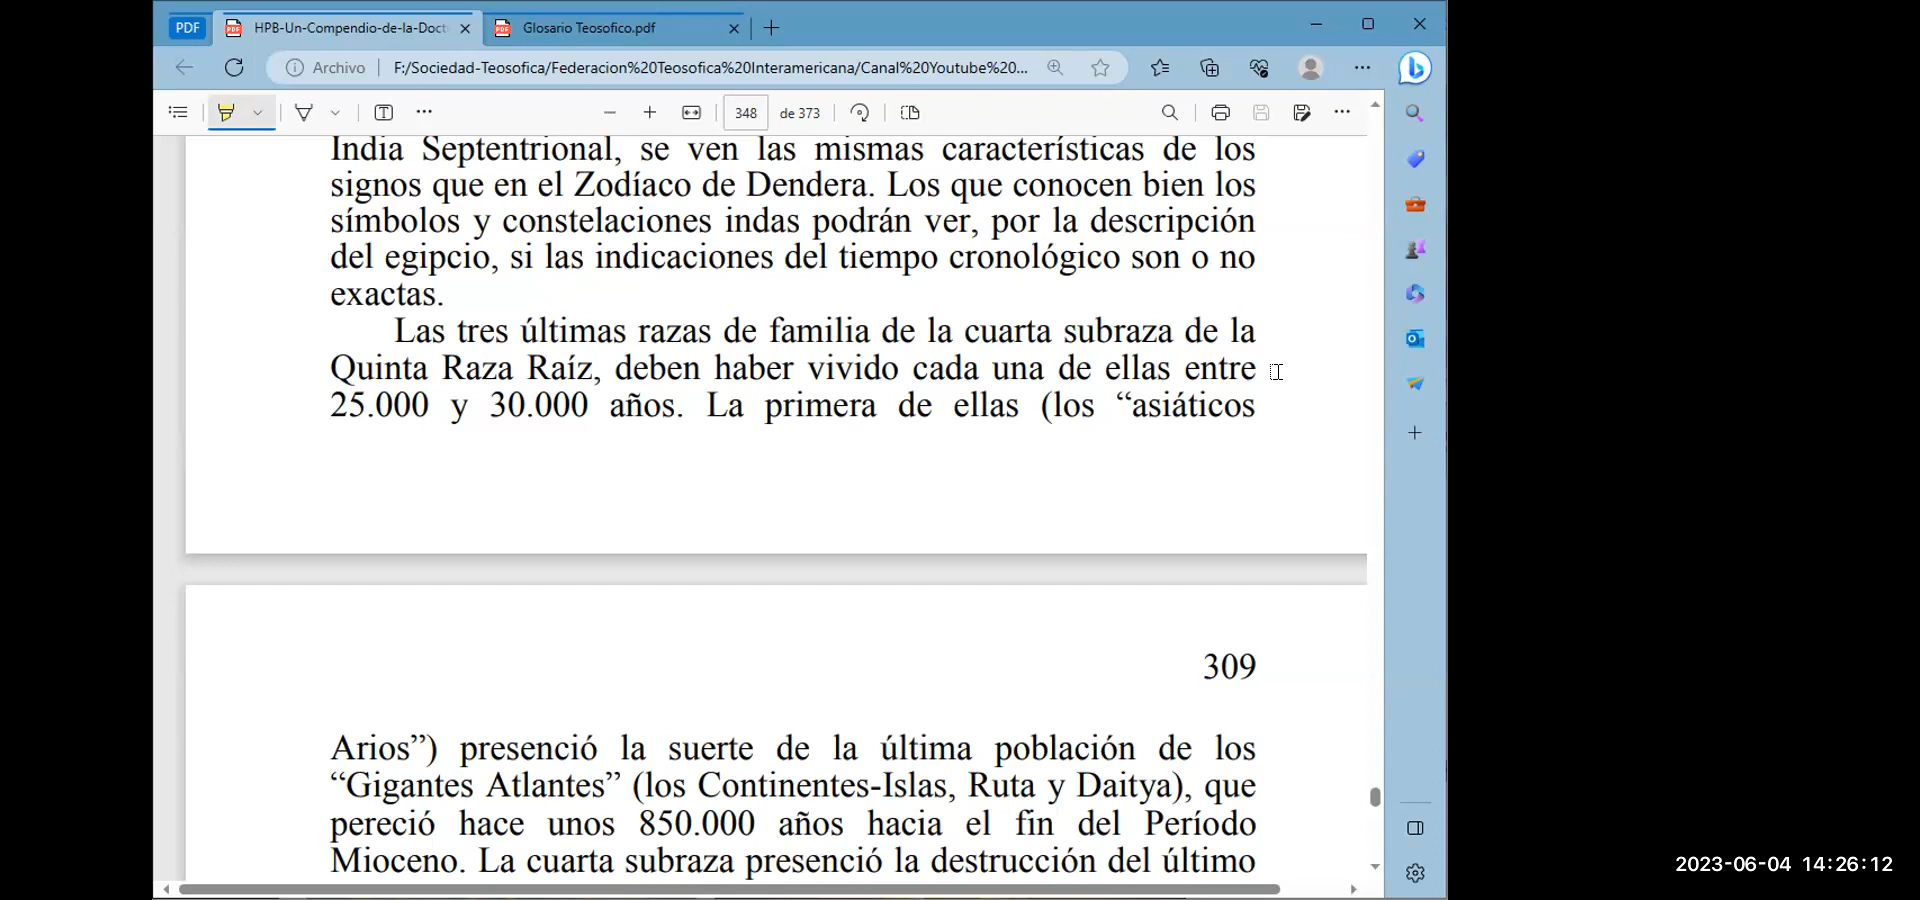 PDF
HPB-Un-Compendio-de-la-Doct
Glosario Teosofico.pdf
Archivo
F:/Sociedad-Teosofica/Federacion%20Teosofica%20Interamericana/Canal%20Youtube%20...
348
de 373
India Septentrional, se ven las mismas características de los
signos que en el Zodíaco de Dendera. Los que conocen bien los
símbolos y constelaciones indas podrán ver, por la descripción
del egipcio, si las indicaciones del tiempo cronológico son o no
exactas.
Las tres últimas razas de familia de la cuarta subraza de la
Quinta Raza Raíz, deben haber vivido cada una de ellas entre
25.000 y 30.000 años. La primera de ellas (los “asiáticos
309
Arios”) presenció la suerte de la última población de los
“Gigantes Atlantes” (los Continentes-Islas, Ruta y Daitya), que
pereció hace unos 850.000 años hacia el fin del Período
Mioceno. La cuarta subraza presenció la destrucción del último
2023-06-04 14:26:12